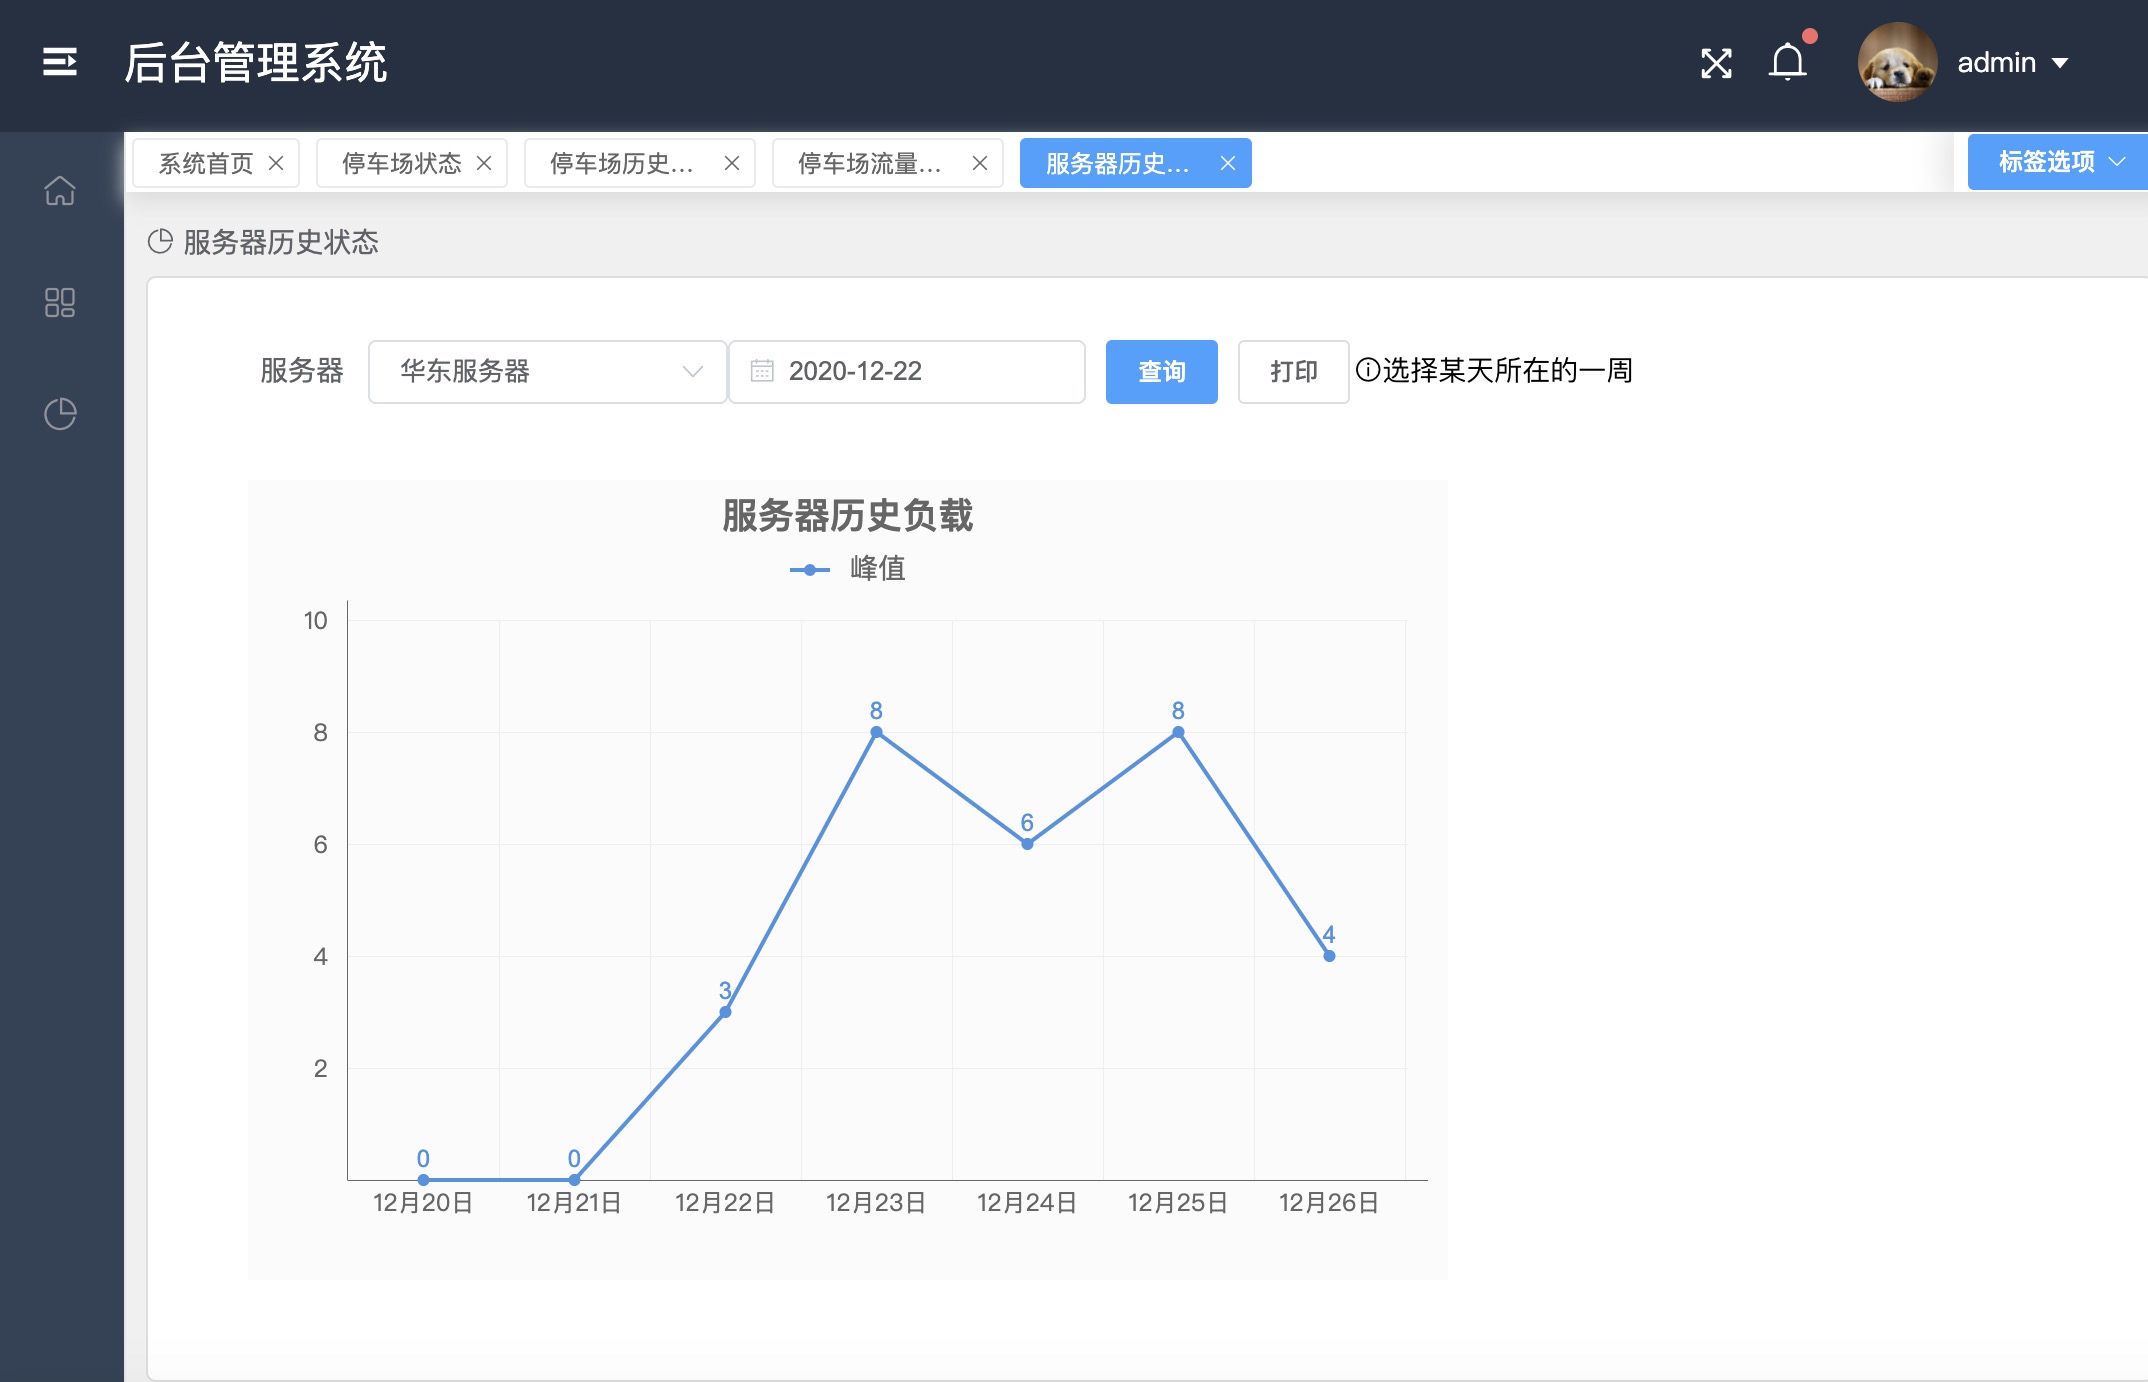 后台管理系统
admin
系统首页
停车场状态
停车场历史...
停车场流量...
服务器历史...
标签选项
服务器历史状态
服务器
华东服务器
2020-12-22
查询
打印
选择某天所在的一周
服务器历史负载
峰值
10
8
6
4
2
0
0
3
8
6
8
4
12月20日
12月21日
12月22日
12月23日
12月24日
12月25日
12月26日